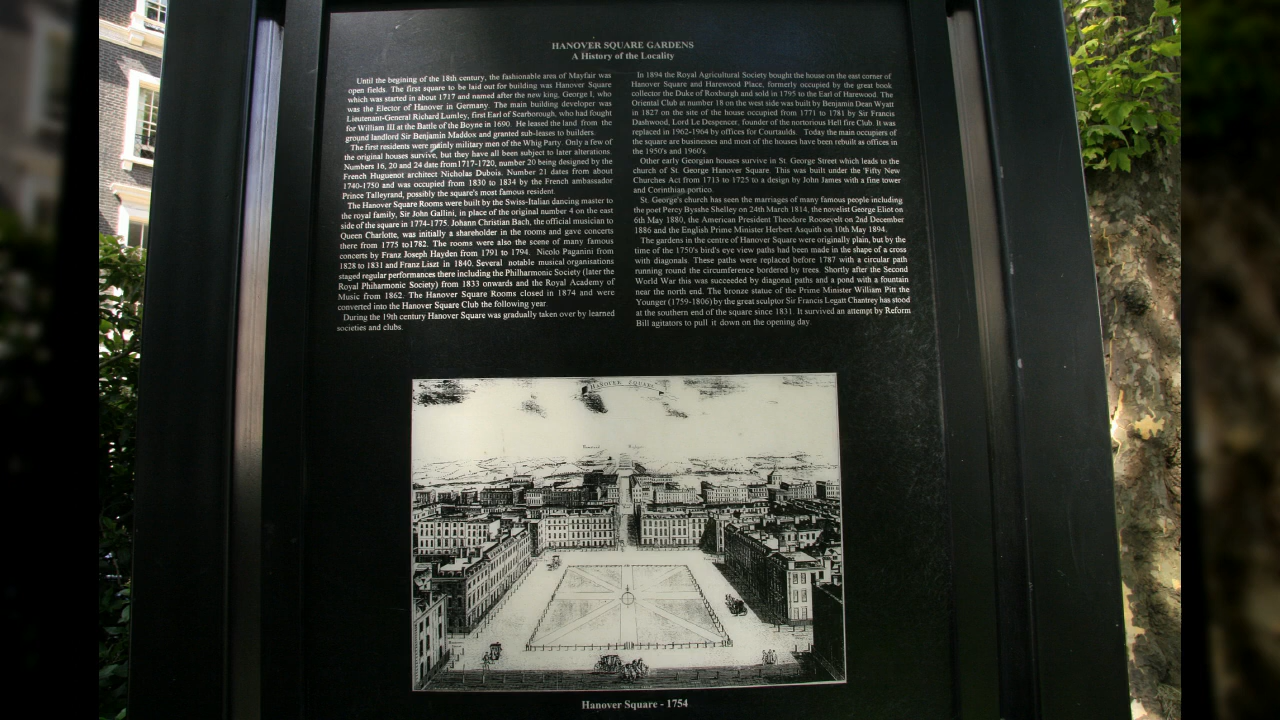 HANOVER SQUARE GARDENS
A History of the Locality
Until the begining of the 18th century, the fashionable area of Mayfair was
open fields. The first square to be laid out for building was Hanover Square
which was started in about 1717 and named after the new king, George I, who
was the Elector of Hanover in Germany. The main building developer was
Lieutenant-General Richard Lumley, first Earl of Scarborough, who had fought
for William III at the Battle of the Boyne in 1690. He leased the land from the
ground landlord Sir Benjamin Maddox and granted sub-leases to builders.
The first residents were mainly military men of the Whig Party. Only a few of
the original houses survive, but they have all been subject to later alterations.
Numbers 16, 20 and 24 date from1717-1720, number 20 being designed by the
French Huguenot architect Nicholas Dubois. Number 21 dates from about
1740-1750 and was occupied from 1830 to 1834 by the French ambassador
Prince Talleyrand, possibly the square's most famous resident.
The Hanover Square Rooms were built by the Swiss-Italian dancing master to
the royal family, Sir John Gallini, in place of the original number 4 on the east
side of the square in 1774-1775. Johann Christian Bach, the official musician to
Queen Charlotte, was initially a shareholder in the rooms and gave concerts
there from 1775 to1782. The rooms were also the scene of many famous
concerts by Franz Joseph Hayden from 1791 to 1794. Nicolo Paganini from
1828 to 1831 and Franz Liszt in 1840. Several notable musical organisations
staged regular performances there including the Philharmonic Society (later the
Royal Philharmonic Society) from 1833 onwards and the Royal Academy of
Music from 1862. The Hanover Square Rooms closed in 1874 and were
converted into the Hanover Square Club the following year.
During the 19th century Hanover Square was gradually taken over by learned
societies and clubs.
In 1894 the Royal Agricultural Society bought the house on the east corner of
Hanover Square and Harewood Place, formerly occupied by the great book
collector the Duke of Roxburgh and sold in 1795 to the Earl of Harewood. The
Oriental Club at number 18 on the west side was built by Benjamin Dean Wyatt
in 1827 on the site of the house occupied from 1771 to 1781 by Sir Francis
Dashwood, Lord Le Despencer, founder of the nortorious Hell fire Club. It was
replaced in 1962-1964 by offices for Courtaulds. Today the main occupiers of
the square are businesses and most of the houses have been rebuilt as offices in
the 1950's and 1960's.
Other early Georgian houses survive in St. George Street which leads to the
church of St. George Hanover Square. This was built under the 'Fifty New
Churches Act from 1713 to 1725 to a design by John James with a fine tower
and Corinthian portico.
St. George's church has seen the marriages of many famous people including
the poet Percy Bysshe Shelley on 24th March 1814, the novelist George Eliot on
6th May 1880, the American President Theodore Roosevelt on 2nd December
1886 and the English Prime Minister Herbert Asquith on 10th May 1894.
The gardens in the centre of Hanover Square were originally plain, but by the
time of the 1750's bird's eye view paths had been made in the shape of a cross
with diagonals. These paths were replaced before 1787 with a circular path
running round the circumference bordered by trees. Shortly after the Second
World War this was succeeded by diagonal paths and a pond with a fountain
near the north end. The bronze statue of the Prime Minister William Pitt the
Younger (1759-1806) by the great sculptor Sir Francis Legatt Chantrey has stood
at the southern end of the square since 1831. It survived an attempt by Reform
Bill agitators to pull it down on the opening day.
HANOVER SQUARE
Hanover Square - 1754